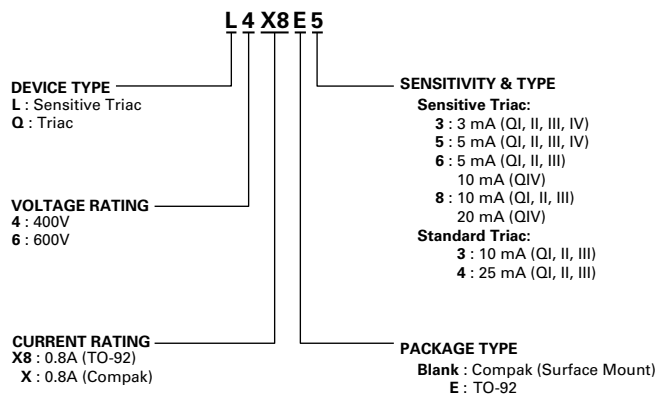 L 4 X8 E 5
DEVICE TYPE
L : Sensitive Triac
Q : Triac
VOLTAGE RATING
4 : 400V
6 : 600V
CURRENT RATING
X8 : 0.8A (TO-92)
X : 0.8A (Compak)
SENSITIVITY & TYPE
Sensitive Triac:
3 : 3 mA (QI, II, III, IV)
5 : 5 mA (QI, II, III, IV)
6 : 5 mA (QI, II, III)
10 mA (QIV)
8 : 10 mA (QI, II, III)
20 mA (QIV)
Standard Triac:
3 : 10 mA (QI, II, III)
4 : 25 mA (QI, II, III)
PACKAGE TYPE
Blank : Compak (Surface Mount)
E : TO-92